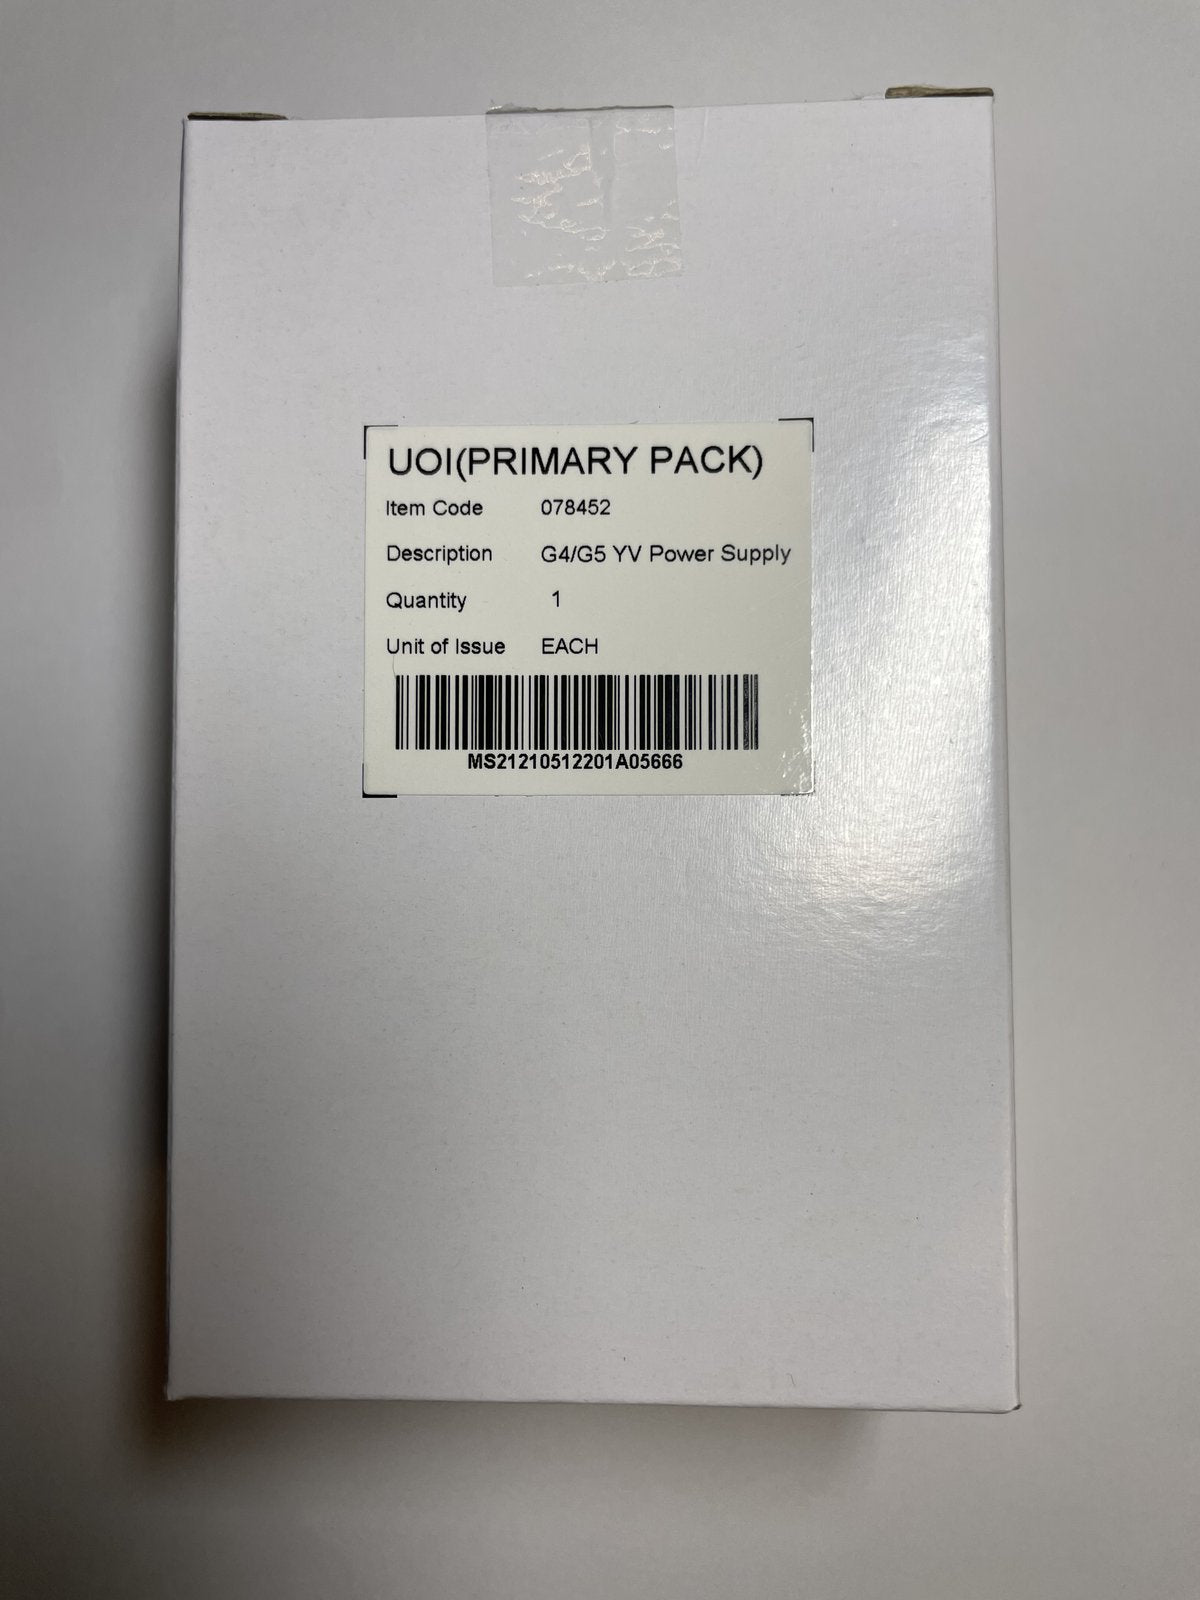 UOI(PRIMARY PACK)
Item Code 078452
Description G4/G5 YV Power Supply
Quantity 1
Unit of Issue EACH
MS21210512201A05666